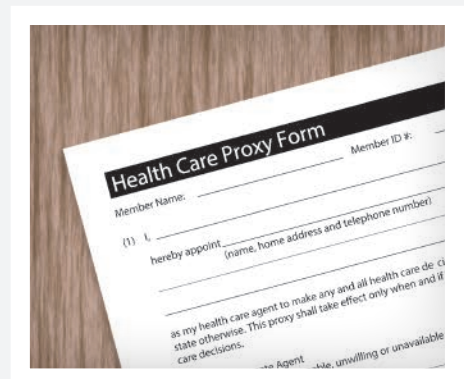 Health Care Proxy Form
Member Name:
Member ID #:
(1) I,
hereby appoint
(name, home address and telephone number)
as my health care agent to make any and all health care de ci
state otherwise. This proxy shall take effect only when and if
care decisions.
Agent
unwilling or unavailable